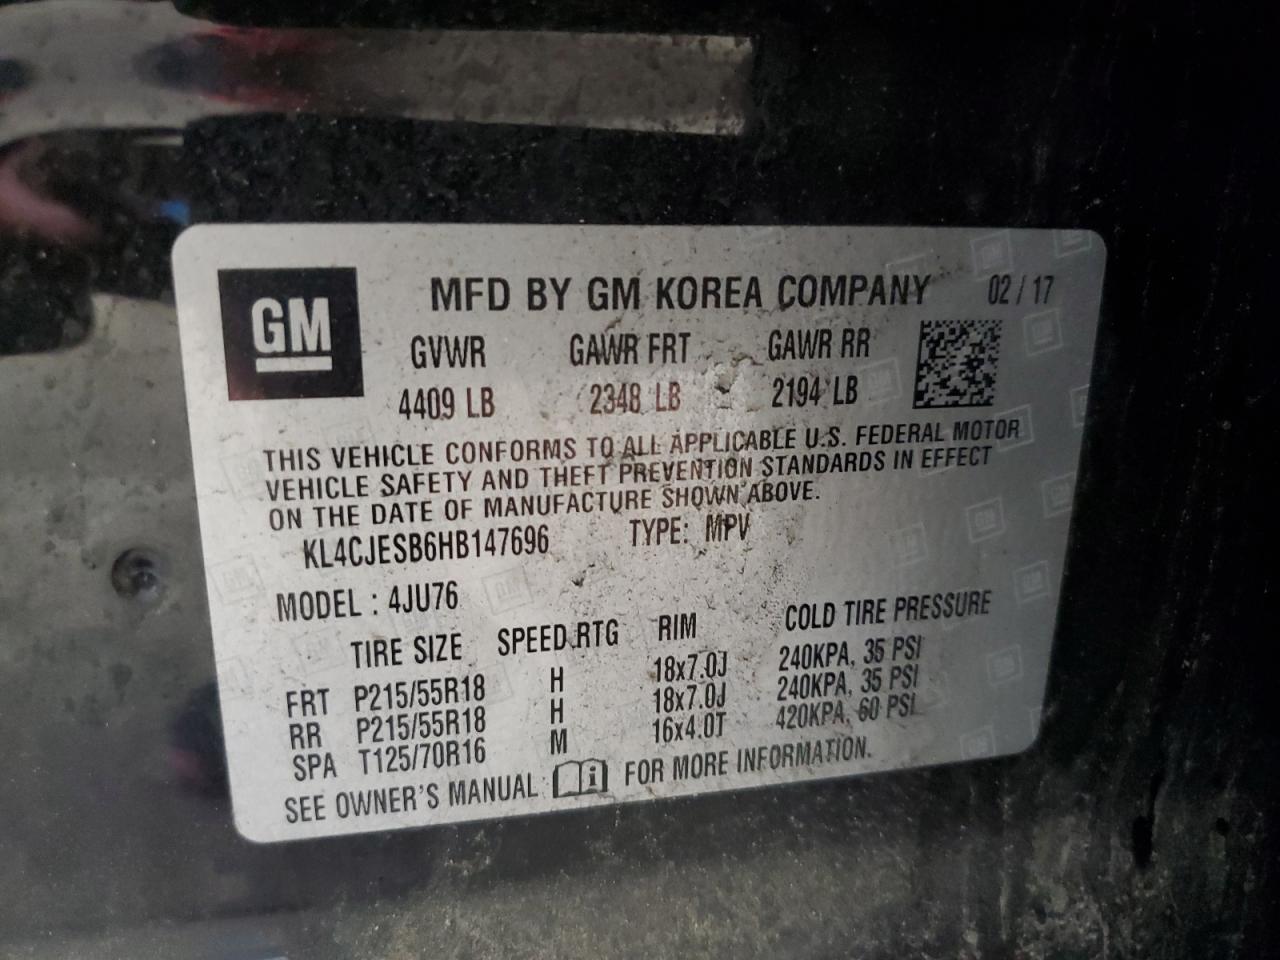 GM
MFD BY GM KOREA COMPANY 02 / 17
GVWR GAWR FRT GAWR RR
4409 LB 2348 LB 2194 LB
THIS VEHICLE CONFORMS TO ALL APPLICABLE U.S. FEDERAL MOTOR
VEHICLE SAFETY AND THEFT PREVENTION STANDARDS IN EFFECT
ON THE DATE OF MANUFACTURE SHOWN ABOVE.
KL4CJESB6HB147696 TYPE: MPV
MODEL : 4JU76
TIRE SIZE SPEED RTG RIM COLD TIRE PRESSURE
FRT P215/55R18 H 18x7.0J 240KPA, 35 PSI
RR P215/55R18 H 18x7.0J 240KPA, 35 PSI
SPA T125/70R16 M 16x4.0T 420KPA, 60 PSI
SEE OWNER'S MANUAL i FOR MORE INFORMATION.